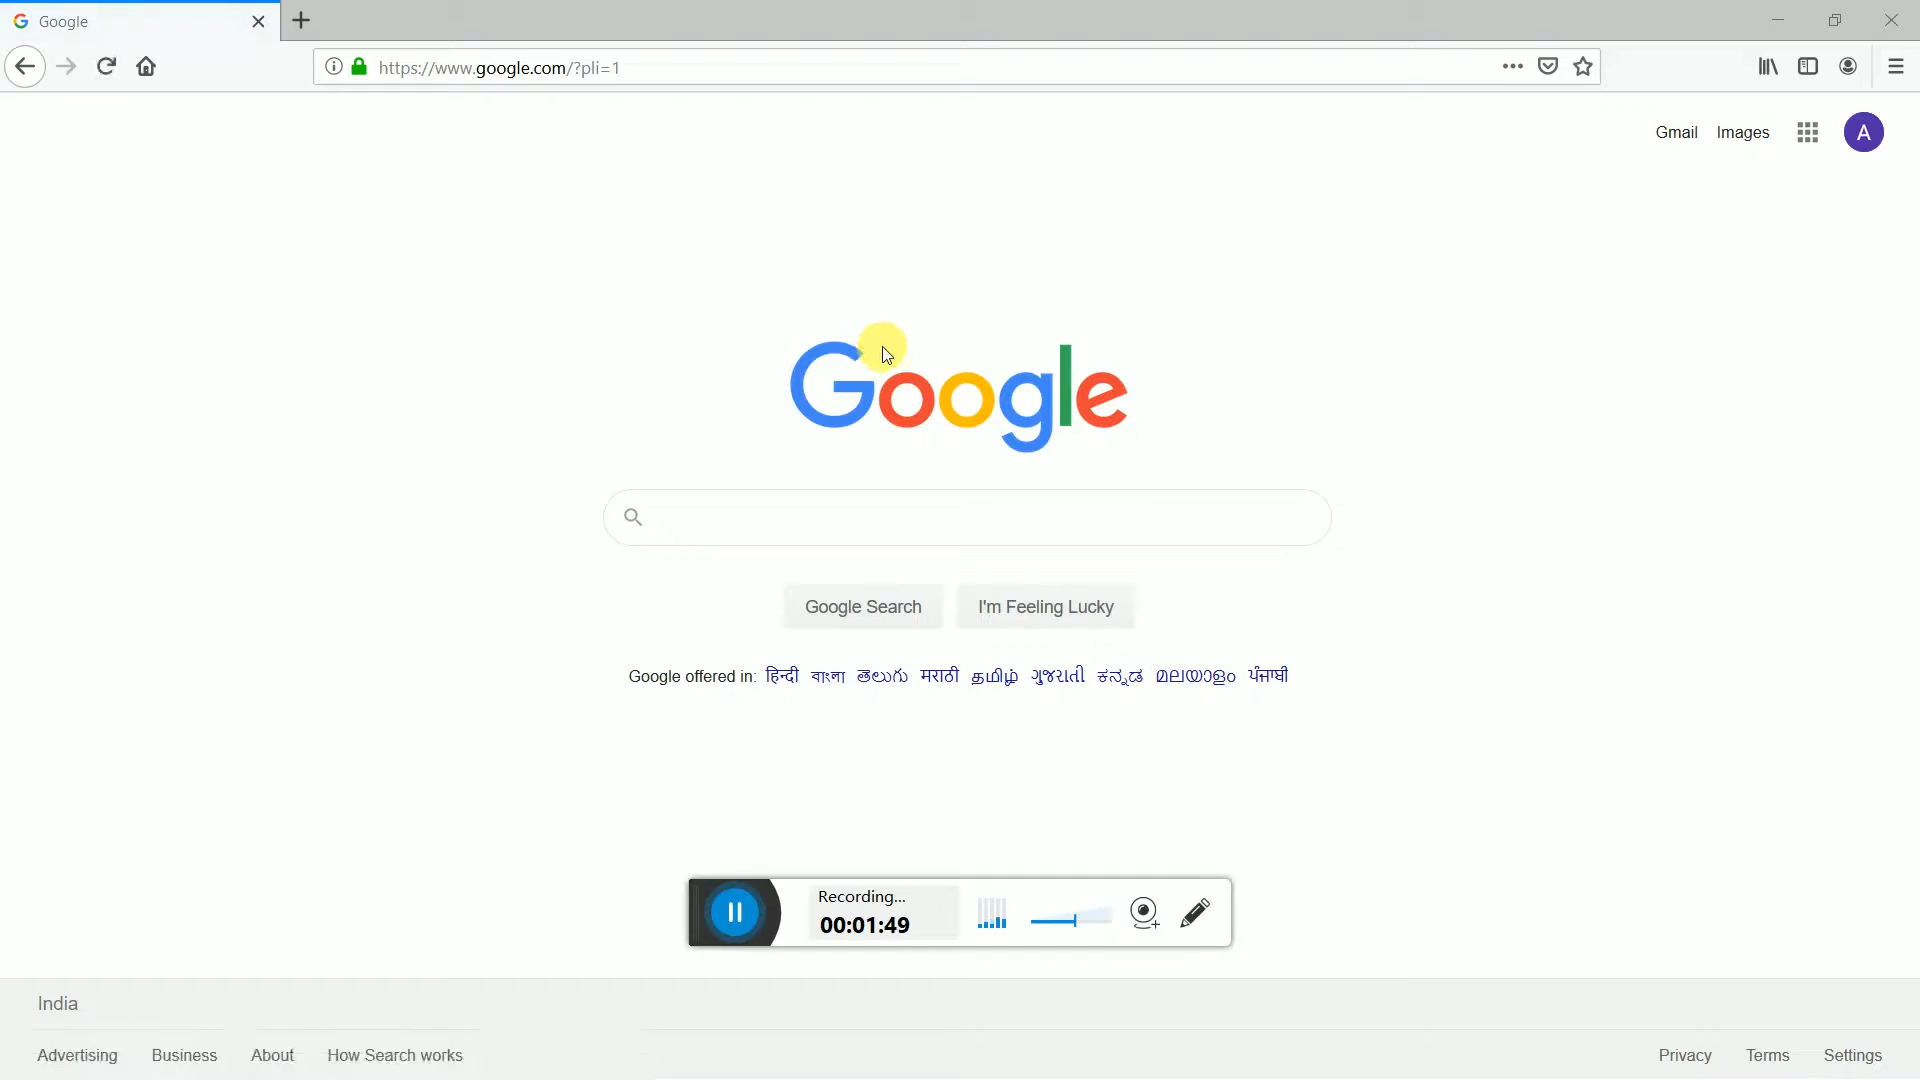 Google
https://www.google.com/?pli=1
Gmail Images A
Google
Google Search I'm Feeling Lucky
Google offered in: हिन्दी বাংলা తెలుగు मराठी தமிழ் ગુજરાતી ಕನ್ನಡ മലയാളം ਪੰਜਾਬੀ
Recording...
00:01:49
India
Advertising Business About How Search works Privacy Terms Settings